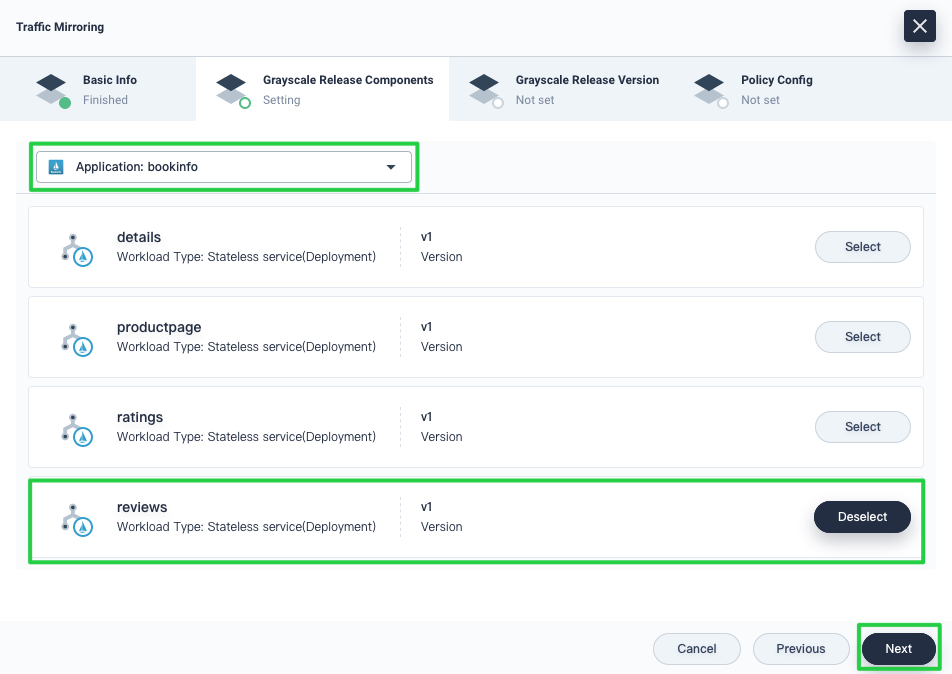 Traffic Mirroring
Basic Info
Finished
Grayscale Release Components
Setting
Grayscale Release Version
Not set
Policy Config
Not set
Application: bookinfo
details
Workload Type: Stateless service(Deployment)
v1
Version
Select
productpage
Workload Type: Stateless service(Deployment)
v1
Version
Select
ratings
Workload Type: Stateless service(Deployment)
v1
Version
Select
reviews
Workload Type: Stateless service(Deployment)
v1
Version
Deselect
Cancel
Previous
Next